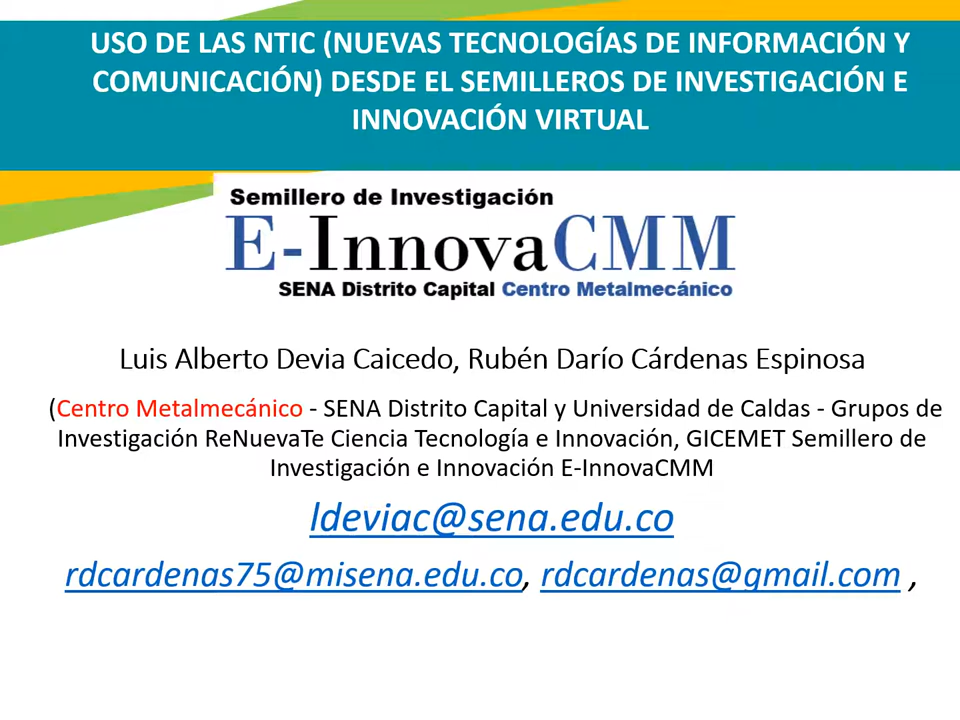 USO DE LAS NTIC (NUEVAS TECNOLOGÍAS DE INFORMACIÓN Y
COMUNICACIÓN) DESDE EL SEMILLEROS DE INVESTIGACIÓN E
INNOVACIÓN VIRTUAL
Semillero de Investigación
E-InnovaCMM
SENA Distrito Capital Centro Metalmecánico
Luis Alberto Devia Caicedo, Rubén Darío Cárdenas Espinosa
(Centro Metalmecánico - SENA Distrito Capital y Universidad de Caldas - Grupos de
Investigación ReNuevaTe Ciencia Tecnología e Innovación, GICEMET Semillero de
Investigación e Innovación E-InnovaCMM
ldeviac@sena.edu.co
rdcardenas75@misena.edu.co, rdcardenas@gmail.com ,